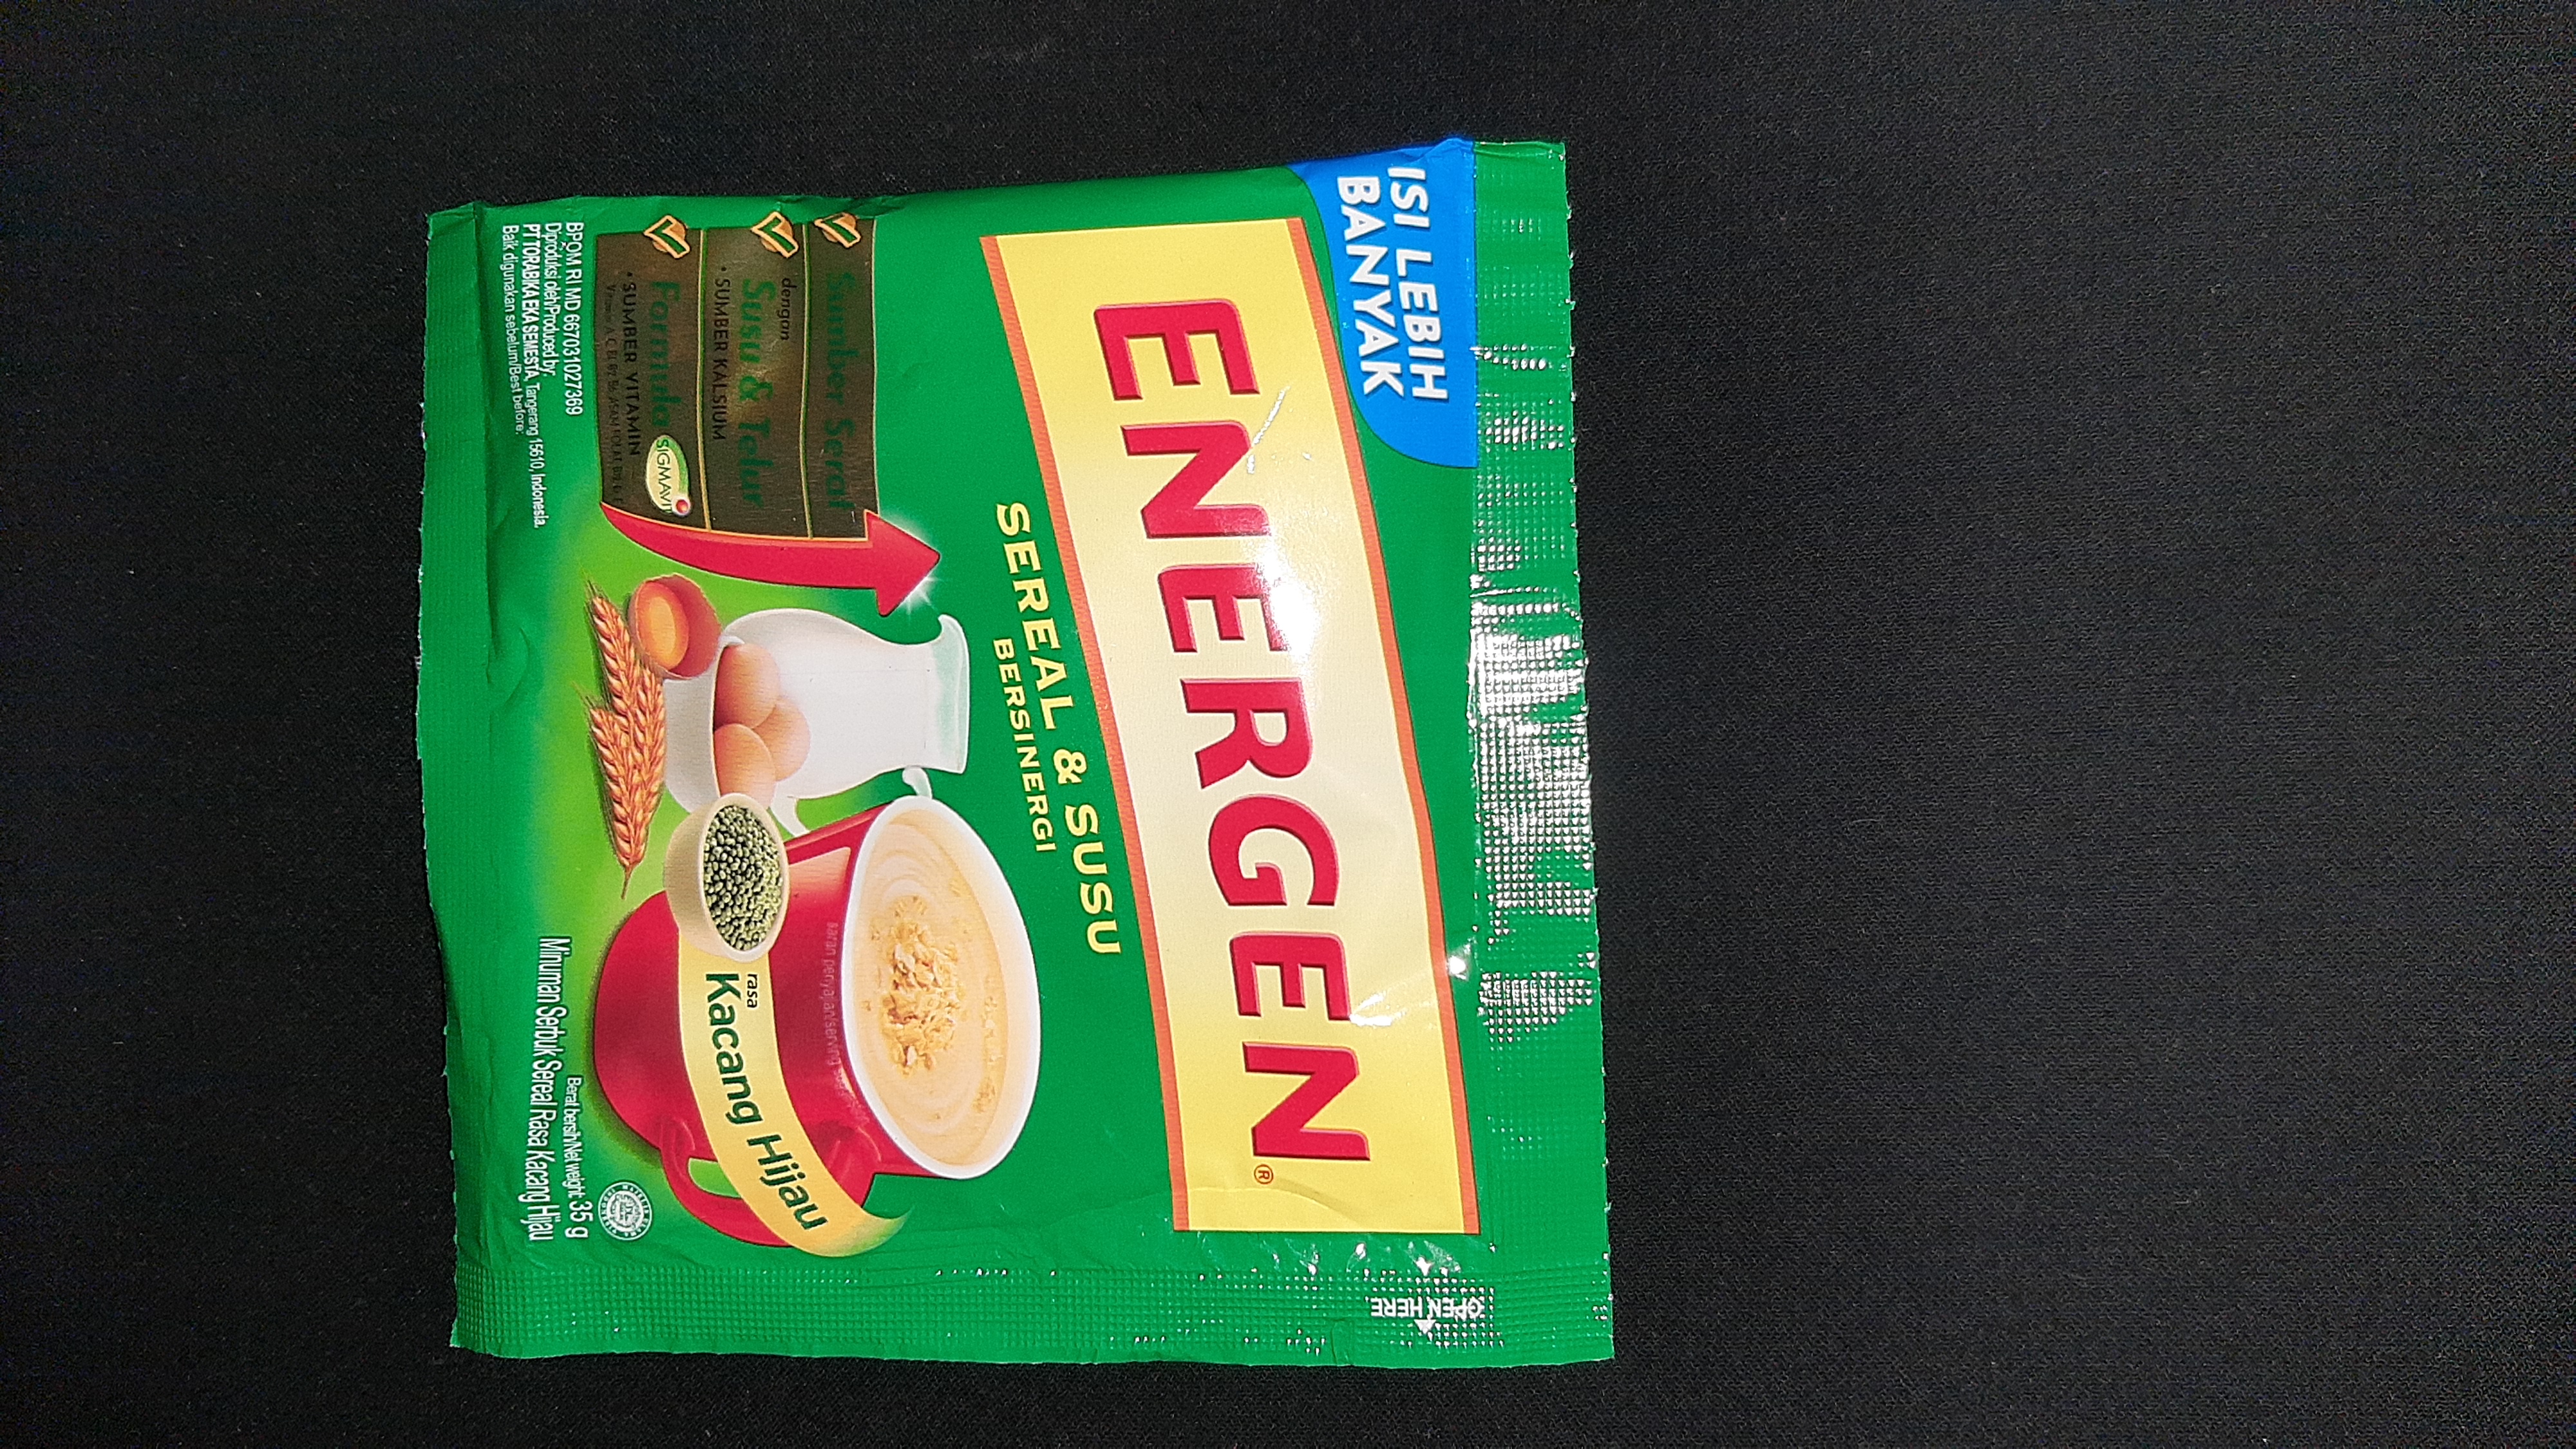 ISI LEBIH
BANYAK
ENERGEN®
SEREAL & SUSU
BERSINERGI
Sumber Serat
dengan
Susu & Telur
• SUMBER KALSIUM
Formula SIGMAVIT
• SUMBER VITAMIN
rasa
Kacang Hijau
saran penyajian/serving
BPOM RI MD 667031027369
Diproduksi oleh/Produced by:
PT TORABIKA EKA SEMESTA, Tangerang 15610, Indonesia.
Baik digunakan sebelum/Best before:
Berat bersih/Net weight: 35 g
Minuman Serbuk Sereal Rasa Kacang Hijau
OPEN HERE